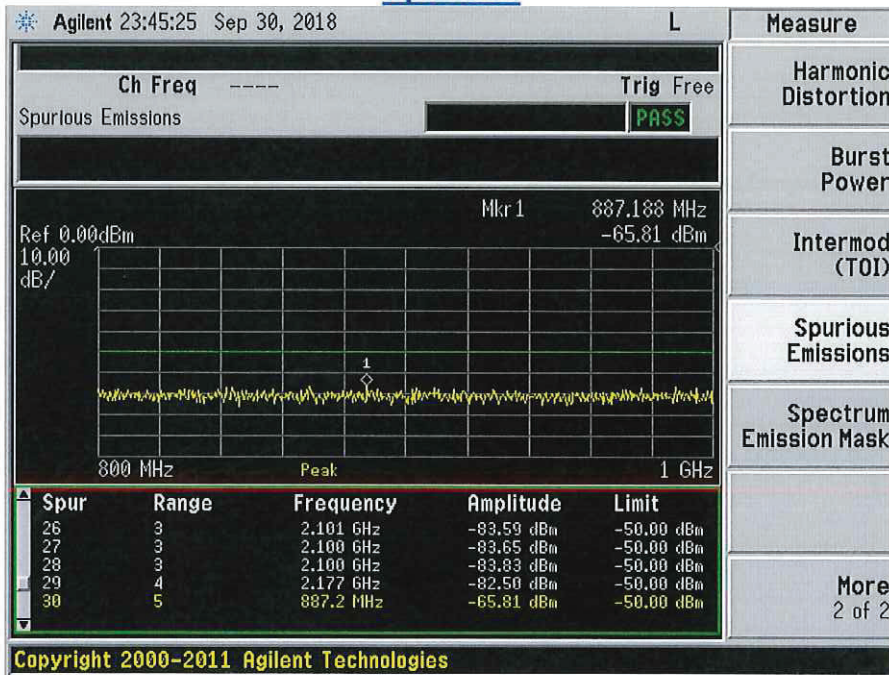 Agilent 23:45:25 Sep 30, 2018 L
Measure
Ch Freq ---- Trig Free
Spurious Emissions PASS
Mkr1 887.188 MHz
Ref 0.00dBm -65.81 dBm
10.00
dB/
1
800 MHz Peak 1 GHz
Spur Range Frequency Amplitude Limit
26 3 2.101 GHz -83.59 dBm -50.00 dBm
27 3 2.100 GHz -83.65 dBm -50.00 dBm
28 3 2.100 GHz -83.83 dBm -50.00 dBm
29 4 2.177 GHz -82.50 dBm -50.00 dBm
30 5 887.2 MHz -65.81 dBm -50.00 dBm
Copyright 2000-2011 Agilent Technologies
Harmonic
Distortion
Burst
Power
Intermod
(TOI)
Spurious
Emissions
Spectrum
Emission Mask
More
2 of 2